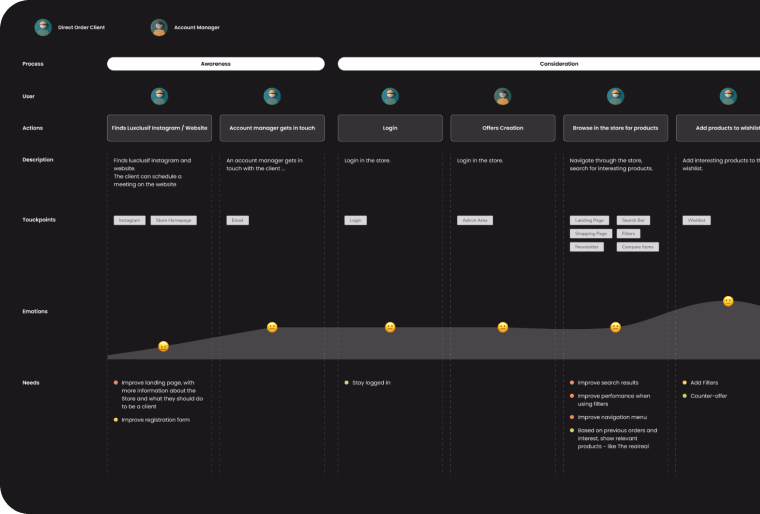 Direct Order Client
Account Manager
Process
Awareness
Consideration
User
Actions
Finds Luxclusif Instagram / Website
Account manager gets in touch
Login
Offers Creation
Browse in the store for products
Add products to wishlist
Description
Finds luxclusif instagram and
website.
The client can schedule a
meeting on the website
An account manager gets in
touch with the client ...
Login in the store.
Login in the store.
Navigate through the store,
search for interesting products.
Add interesting products to th
wishlist.
Touckpoints
Instagram
Store Homepage
Email
Login
Admin Area
Landing Page
Search Bar
Shopping Page
Filters
Newsletter
Compare Items
Wishlist
Emotions
Needs
Improve landing page, with
more information about the
Store and what they should do
to be a client
Improve registration form
Stay logged in
Improve search results
Improve perfomance when
using filters
Improve navigation menu
Based on previous orders and
interest, show relevant
products - like The realreal
Add Filters
Counter-offer